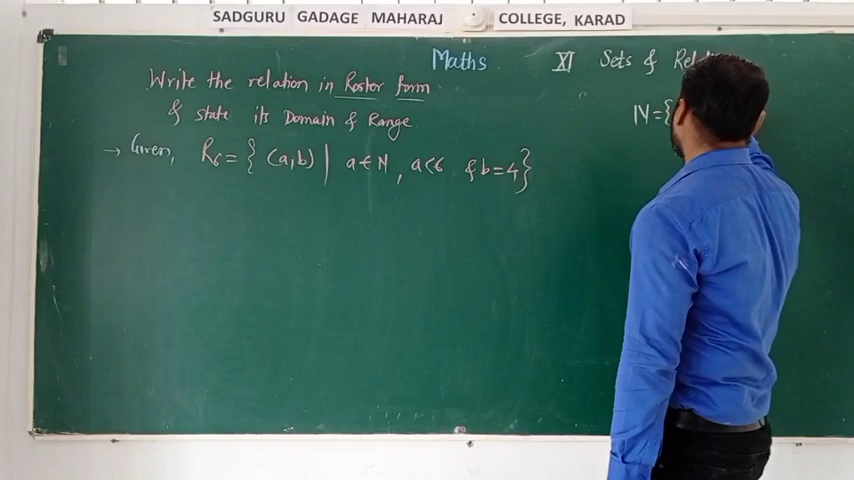 SADGURU GADAGE MAHARAJ COLLEGE, KARAD
Maths XI Sets & Rel
Write the relation in Roster form
& state its Domain & Range.
→ Given, R₆ = { (a,b) | a ∈ N, a<6 & b=4}
N={